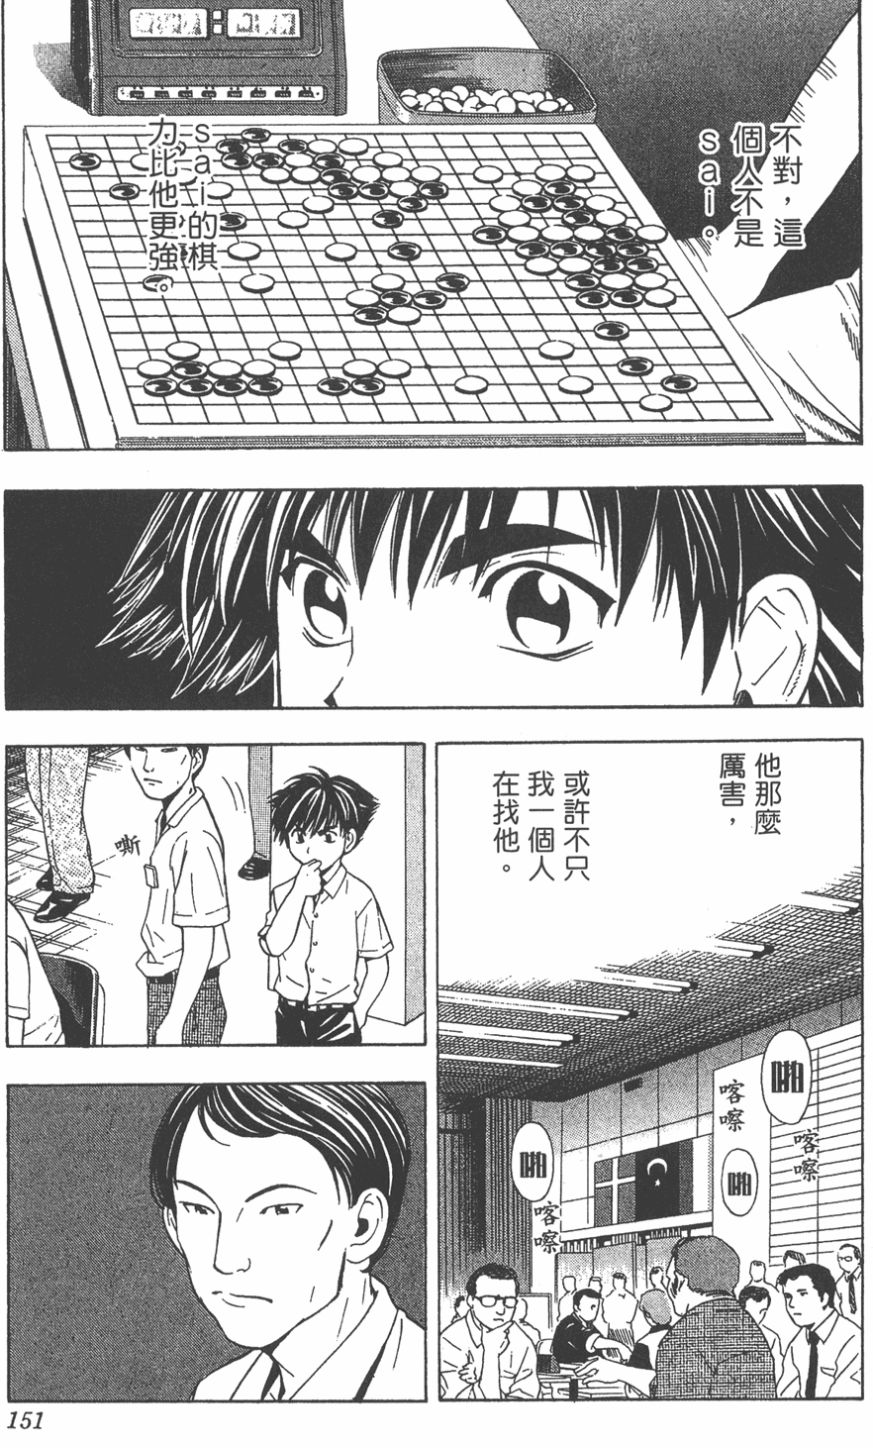 不對，這
個人不是
sai。
sai的棋
力比他更強。
他那麼
厲害，
或許不只
我一個人
在找他。
嘶
啪
喀嚓
喀嚓
啪
啪
喀嚓
151